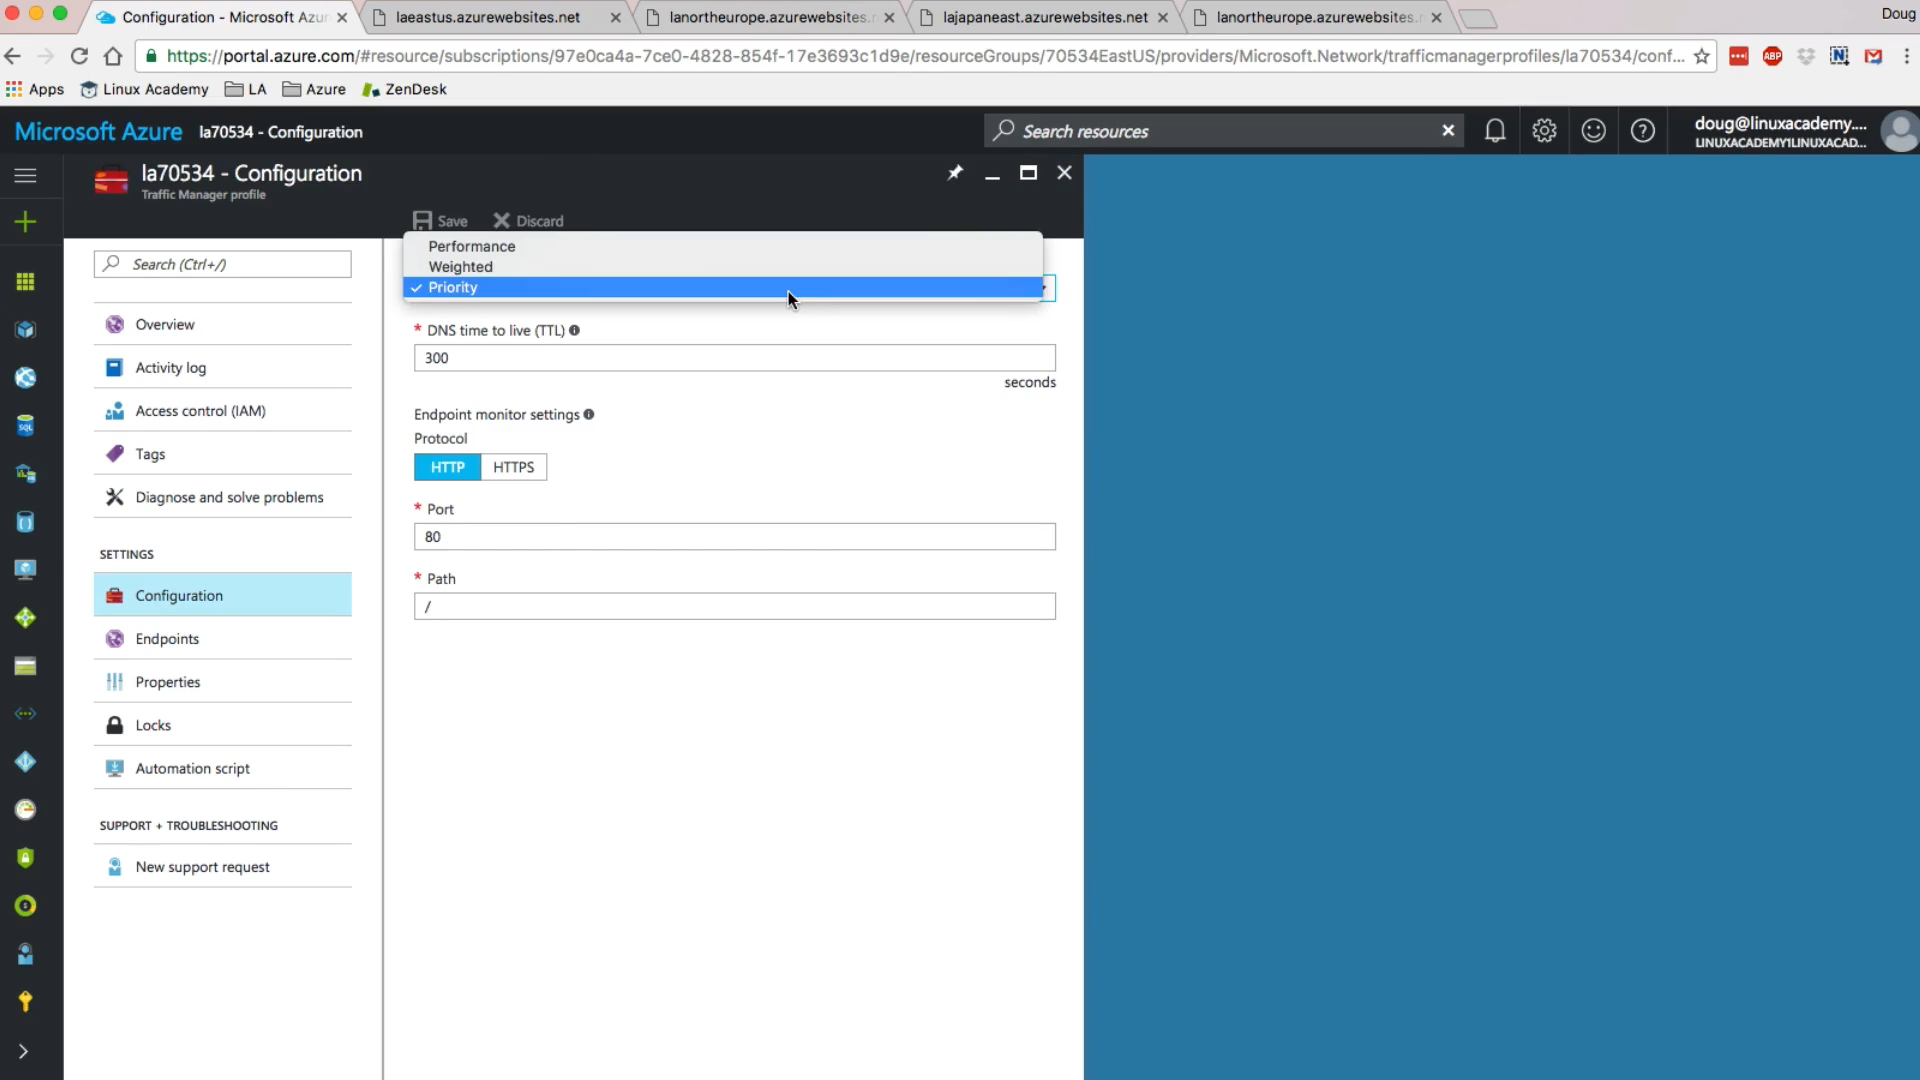 Configuration - Microsoft Azur
laeastus.azurewebsites.net
lanortheurope.azurewebsites.n
lajapaneast.azurewebsites.net
lanortheurope.azurewebsites.n
Doug
https://portal.azure.com/#resource/subscriptions/97e0ca4a-7ce0-4828-854f-17e3693c1d9e/resourceGroups/70534EastUS/providers/Microsoft.Network/trafficmanagerprofiles/la70534/conf...
ABP
N
Apps
Linux Academy
LA
Azure
ZenDesk
Microsoft Azure
la70534 - Configuration
Search resources
doug@linuxacademy....
LINUXACADEMY1LINUXACAD...
la70534 - Configuration
Traffic Manager profile
Save
Discard
Search (Ctrl+/)
Overview
Activity log
Access control (IAM)
Tags
Diagnose and solve problems
SETTINGS
Configuration
Endpoints
Properties
Locks
Automation script
SUPPORT + TROUBLESHOOTING
New support request
Performance
Weighted
✓ Priority
* DNS time to live (TTL)
300
seconds
Endpoint monitor settings
Protocol
HTTP
HTTPS
* Port
80
* Path
/
SQL